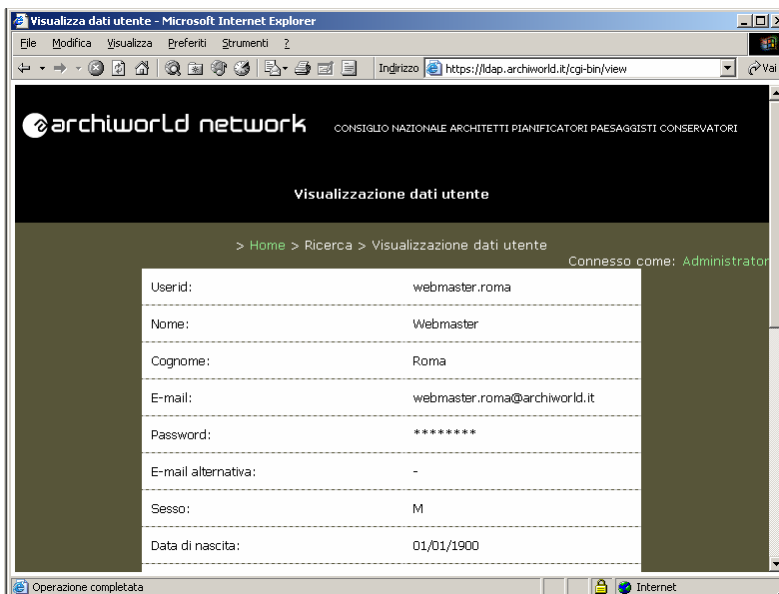 Visualizza dati utente - Microsoft Internet Explorer
File Modifica Visualizza Preferiti Strumenti ?
Indirizzo https://ldap.archiworld.it/cgi-bin/view Vai
archiworld network CONSIGLIO NAZIONALE ARCHITETTI PIANIFICATORI PAESAGGISTI CONSERVATORI
Visualizzazione dati utente
> Home > Ricerca > Visualizzazione dati utente
Connesso come: Administrator
Userid: webmaster.roma
Nome: Webmaster
Cognome: Roma
E-mail: webmaster.roma@archiworld.it
Password: ********
E-mail alternativa: -
Sesso: M
Data di nascita: 01/01/1900
Operazione completata Internet